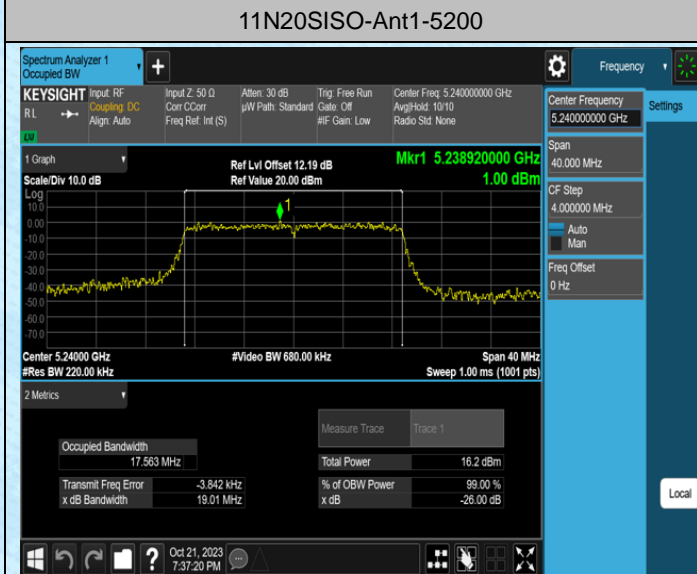 11N20SISO-Ant1-5200
Spectrum Analyzer 1
Occupied BW
Frequency
KEYSIGHT
RL
Input: RF
Coupling: DC
Align: Auto
Input Z: 50 Ω
Corr CCorr
Freq Ref: Int (S)
Atten: 30 dB
µW Path: Standard
Trig: Free Run
Gate: Off
#IF Gain: Low
Center Freq: 5.240000000 GHz
Avg|Hold: 10/10
Radio Std: None
1 Graph
Scale/Div 10.0 dB
Ref Lvl Offset 12.19 dB
Ref Value 20.00 dBm
Mkr1 5.238920000 GHz
1.00 dBm
Log
10.0
0.00
-10.0
-20.0
-30.0
-40.0
-50.0
-60.0
-70.0
1
Center 5.24000 GHz
#Res BW 220.00 kHz
#Video BW 680.00 kHz
Span 40 MHz
Sweep 1.00 ms (1001 pts)
2 Metrics
Measure Trace Trace 1
Occupied Bandwidth
17.563 MHz
Total Power 16.2 dBm
Transmit Freq Error -3.842 kHz
% of OBW Power 99.00 %
x dB Bandwidth 19.01 MHz
x dB -26.00 dB
Center Frequency
5.240000000 GHz
Settings
Span
40.000 MHz
CF Step
4.000000 MHz
Auto
Man
Freq Offset
0 Hz
Local
?
Oct 21, 2023
7:37:20 PM